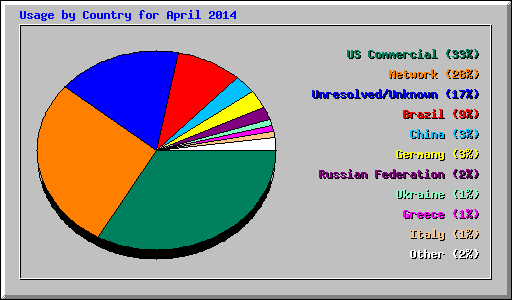 Usage by Country for April 2014
US Commercial (33%)
Network (28%)
Unresolved/Unknown (17%)
Brazil (9%)
China (3%)
Germany (3%)
Russian Federation (2%)
Ukraine (1%)
Greece (1%)
Italy (1%)
Other (2%)